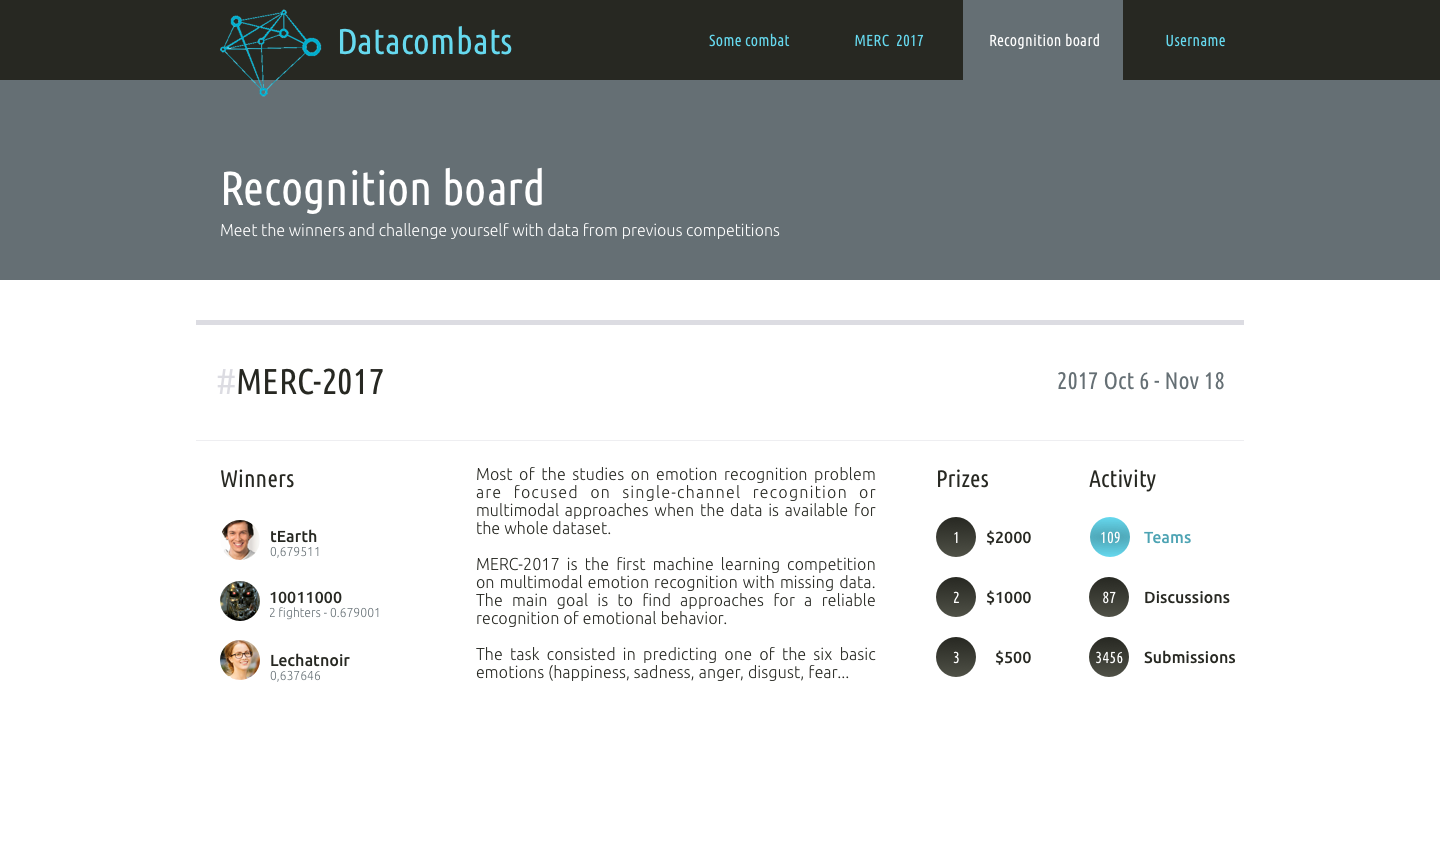 Datacombats
Some combat
MERC 2017
Recognition board
Username
Recognition board
Meet the winners and challenge yourself with data from previous competitions
#MERC-2017
2017 Oct 6 - Nov 18
Winners
tEarth
0,679511
10011000
2 fighters - 0.679001
Lechatnoir
0,637646
Most of the studies on emotion recognition problem
are focused on single-channel recognition or
multimodal approaches when the data is available for
the whole dataset.
MERC-2017 is the first machine learning competition
on multimodal emotion recognition with missing data.
The main goal is to find approaches for a reliable
recognition of emotional behavior.
The task consisted in predicting one of the six basic
emotions (happiness, sadness, anger, disgust, fear...
Prizes
1 $2000
2 $1000
3 $500
Activity
109 Teams
87 Discussions
3456 Submissions